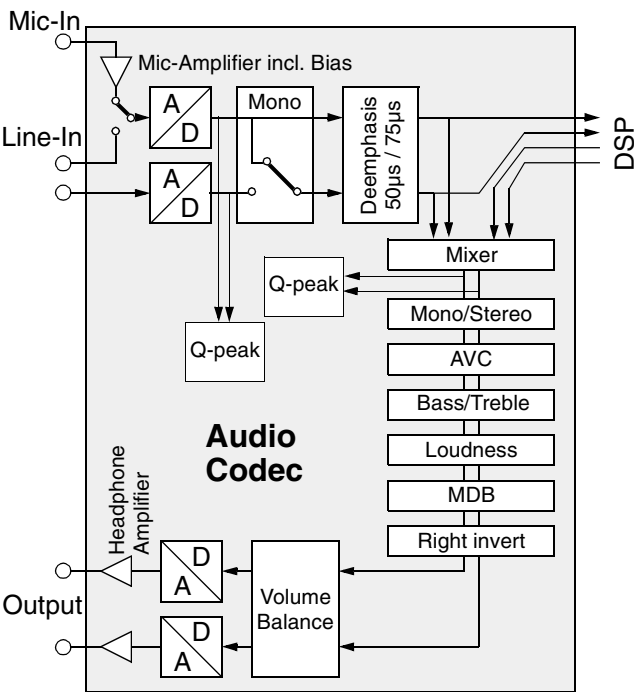 Mic-In
Mic-Amplifier incl. Bias
A
D
Mono
Deemphasis
50µs / 75µs
Line-In
DSP
A
D
Mixer
Q-peak
Mono/Stereo
Q-peak
AVC
Bass/Treble
Audio
Codec
Loudness
MDB
Headphone
Amplifier
Right invert
D
A
Volume
Balance
Output
D
A